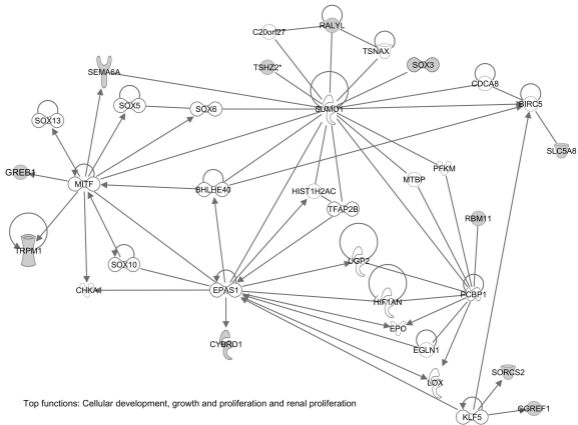 C20orf27
RALYL
TSNAX
TSHZ2*
SOX3
SEMA6A
CDCA8
SOX5
SOX6
SUMO1
BIRC5
SOX13
SLC5A8
GREB1
MITF
BHLHE40
HIST1H2AC
MTBP
PFKM
TFAP2B
RBM11
TRPM1
SOX10
UGP2
CHKA
EPAS1
HIF1AN
PCBP1
EPO
CYBRD1
EGLN1
LOX
SORCS2
KLF5
CGREF1
Top functions: Cellular development, growth and proliferation and renal proliferation